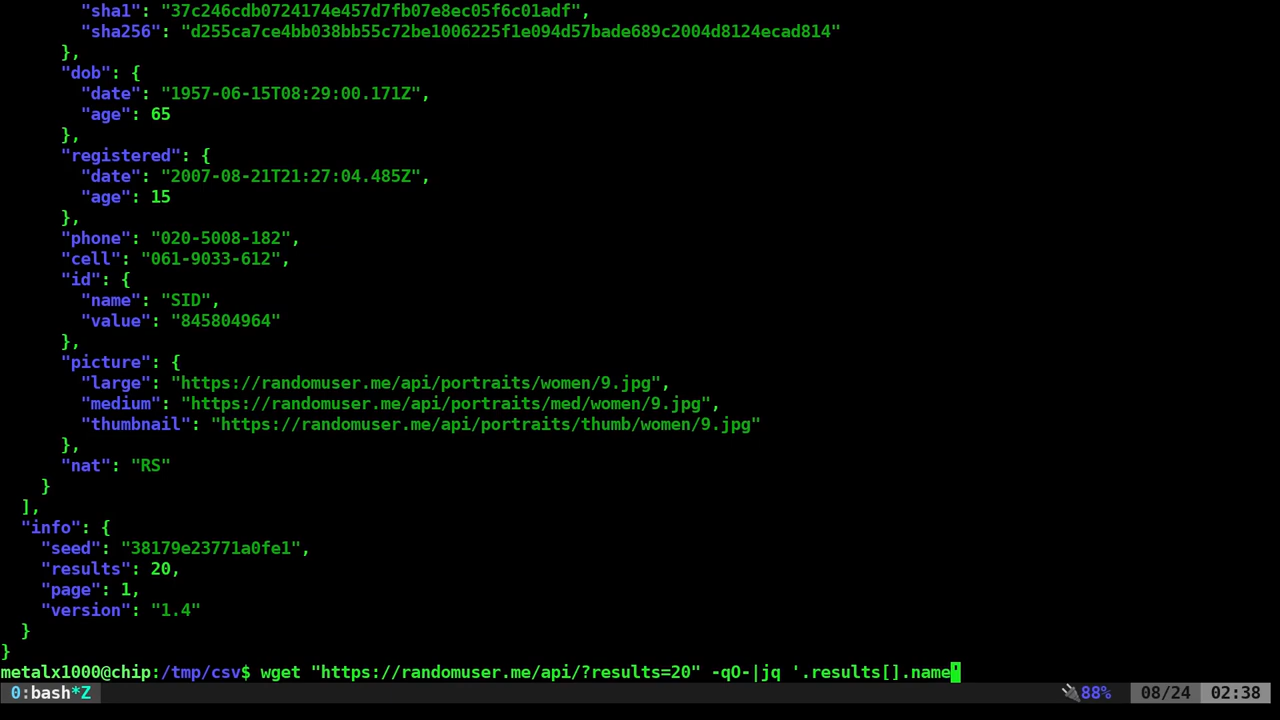 "sha1": "37c246cdb0724174e457d7fb07e8ec05f6c01adf",
"sha256": "d255ca7ce4bb038bb55c72be1006225f1e094d57bade689c2004d8124ecad814"
},
"dob": {
"date": "1957-06-15T08:29:00.171Z",
"age": 65
},
"registered": {
"date": "2007-08-21T21:27:04.485Z",
"age": 15
},
"phone": "020-5008-182",
"cell": "061-9033-612",
"id": {
"name": "SID",
"value": "845804964"
},
"picture": {
"large": "https://randomuser.me/api/portraits/women/9.jpg",
"medium": "https://randomuser.me/api/portraits/med/women/9.jpg",
"thumbnail": "https://randomuser.me/api/portraits/thumb/women/9.jpg"
},
"nat": "RS"
}
],
"info": {
"seed": "38179e23771a0fe1",
"results": 20,
"page": 1,
"version": "1.4"
}
}
metalx1000@chip:/tmp/csv$ wget "https://randomuser.me/api/?results=20" -qO-|jq '.results[].name'
0:bash*Z 88% 08/24 02:38